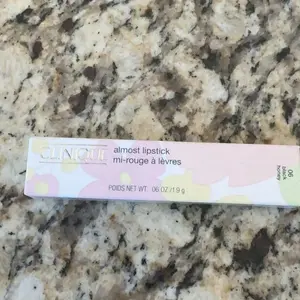 CLINIQUE
almost lipstick
mi-rouge à lèvres
POIDS NET WT. .06 OZ/1.9 g
06
black
honey